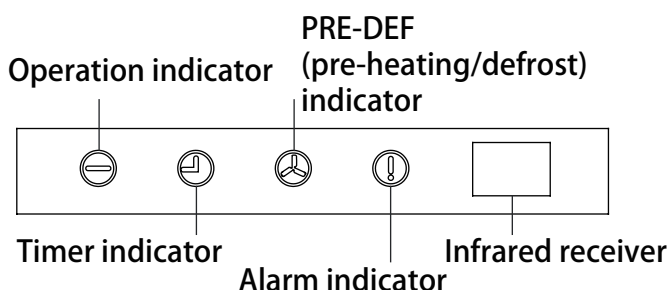 PRE-DEF
(pre-heating/defrost)
indicator
Operation indicator
Timer indicator
Alarm indicator
Infrared receiver